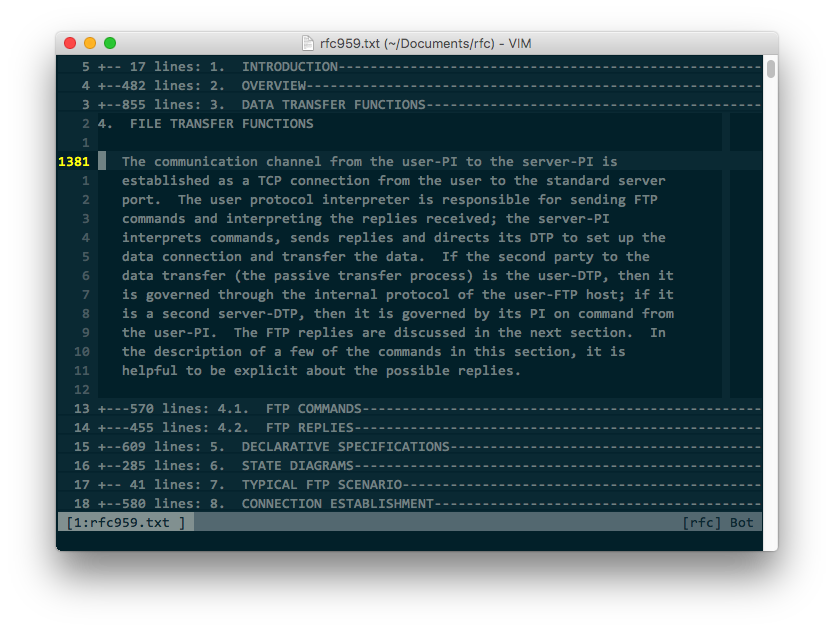 rfc959.txt (~/Documents/rfc) - VIM
5 +-- 17 lines: 1.  INTRODUCTION-----------------------------------------------------
4 +--482 lines: 2.  OVERVIEW---------------------------------------------------------
3 +--855 lines: 3.  DATA TRANSFER FUNCTIONS------------------------------------------
2 4.  FILE TRANSFER FUNCTIONS
1
1381    The communication channel from the user-PI to the server-PI is
1    established as a TCP connection from the user to the standard server
2    port.  The user protocol interpreter is responsible for sending FTP
3    commands and interpreting the replies received; the server-PI
4    interprets commands, sends replies and directs its DTP to set up the
5    data connection and transfer the data.  If the second party to the
6    data transfer (the passive transfer process) is the user-DTP, then it
7    is governed through the internal protocol of the user-FTP host; if it
8    is a second server-DTP, then it is governed by its PI on command from
9    the user-PI.  The FTP replies are discussed in the next section.  In
10    the description of a few of the commands in this section, it is
11    helpful to be explicit about the possible replies.
12
13 +---570 lines: 4.1.  FTP COMMANDS--------------------------------------------------
14 +---455 lines: 4.2.  FTP REPLIES---------------------------------------------------
15 +--609 lines: 5.  DECLARATIVE SPECIFICATIONS---------------------------------------
16 +--285 lines: 6.  STATE DIAGRAMS---------------------------------------------------
17 +-- 41 lines: 7.  TYPICAL FTP SCENARIO---------------------------------------------
18 +--580 lines: 8.  CONNECTION ESTABLISHMENT-----------------------------------------
[1:rfc959.txt ] [rfc] Bot